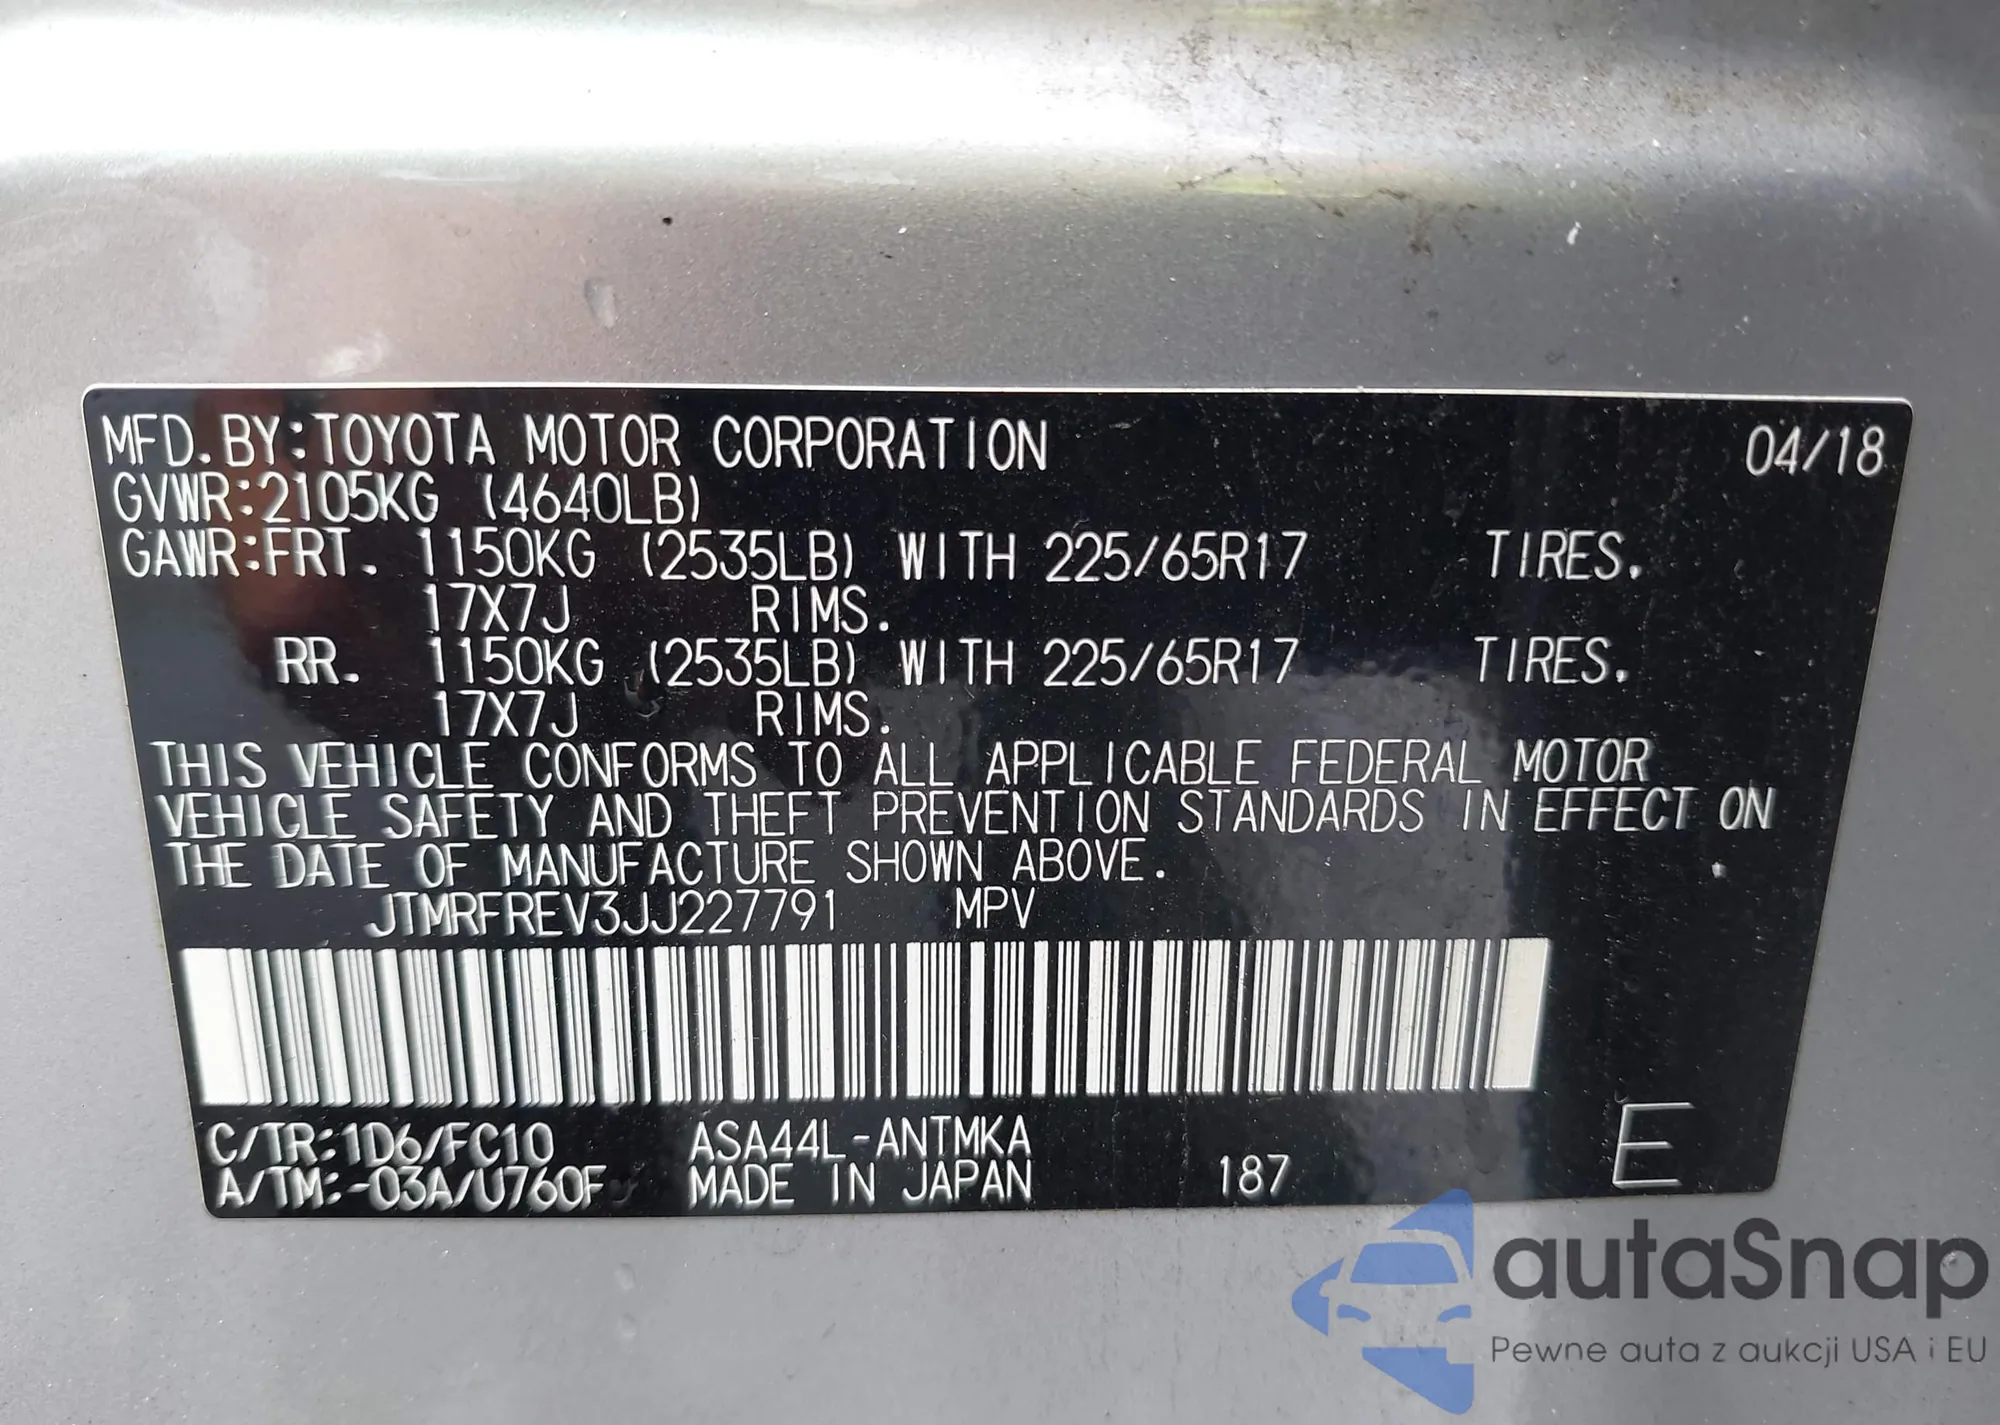 MFD.BY:TOYOTA MOTOR CORPORATION 04/18
GVWR:2105KG (4640LB)
GAWR:FRT. 1150KG (2535LB) WITH 225/65R17 TIRES.
17X7J RIMS.
RR. 1150KG (2535LB) WITH 225/65R17 TIRES.
17X7J RIMS.
THIS VEHICLE CONFORMS TO ALL APPLICABLE FEDERAL MOTOR
VEHICLE SAFETY AND THEFT PREVENTION STANDARDS IN EFFECT ON
THE DATE OF MANUFACTURE SHOWN ABOVE.
JTMRFREV3JJ227791 MPV
C/TR:1D6/FC10 ASA44L-ANTMKA
A/TM:-03A/U760F MADE IN JAPAN 187 E
autoSnap
Pewne auta z aukcji USA i EU